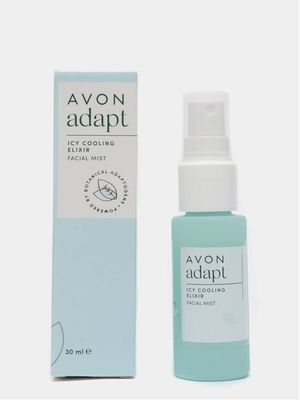 AVON
adapt
ICY COOLING
ELIXIR
FACIAL MIST
POWERED BY BOTANICAL ADAPTOGENS
30 ml e
AVON
adapt
ICY COOLING
ELIXIR
FACIAL MIST